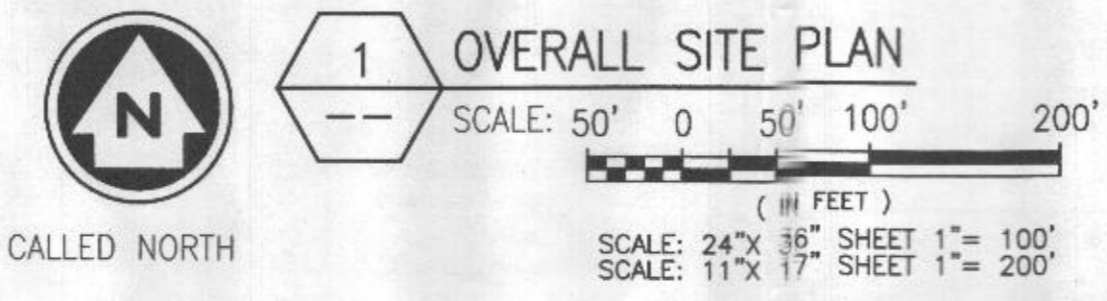 N
CALLED NORTH
1
--
OVERALL SITE PLAN
SCALE: 50' 0 50' 100' 200'
( IN FEET )
SCALE: 24"X 36" SHEET 1"= 100'
SCALE: 11"X 17" SHEET 1"= 200'